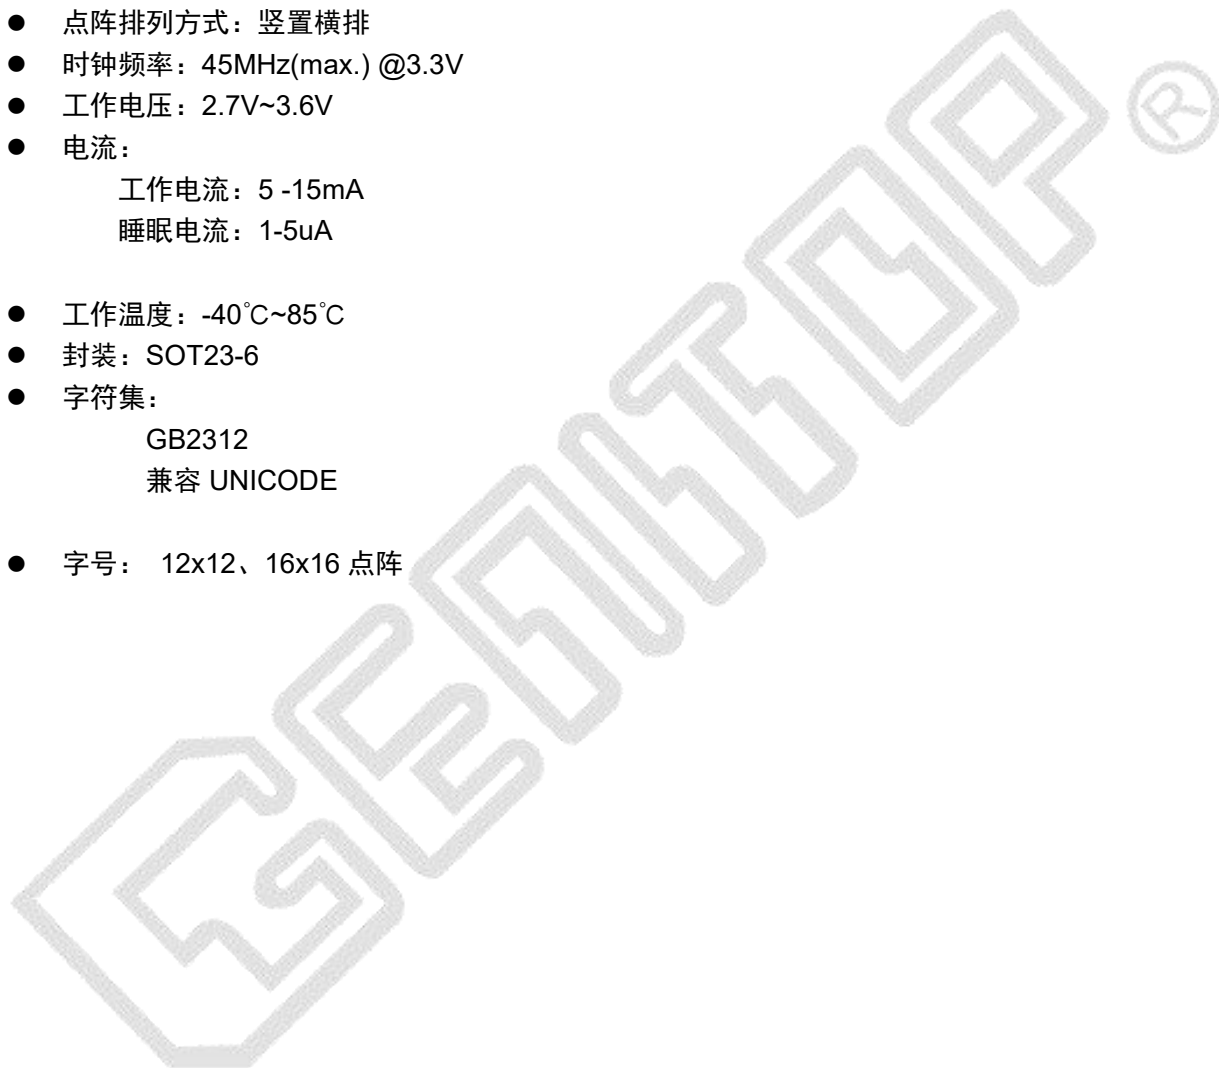 ● 点阵排列方式：竖置横排
● 时钟频率：45MHz(max.) @3.3V
● 工作电压：2.7V~3.6V
● 电流：
工作电流：5 -15mA
睡眠电流：1-5uA
● 工作温度：-40℃~85℃
● 封装：SOT23-6
● 字符集：
GB2312
兼容 UNICODE
● 字号： 12x12、16x16 点阵
GENITOP®